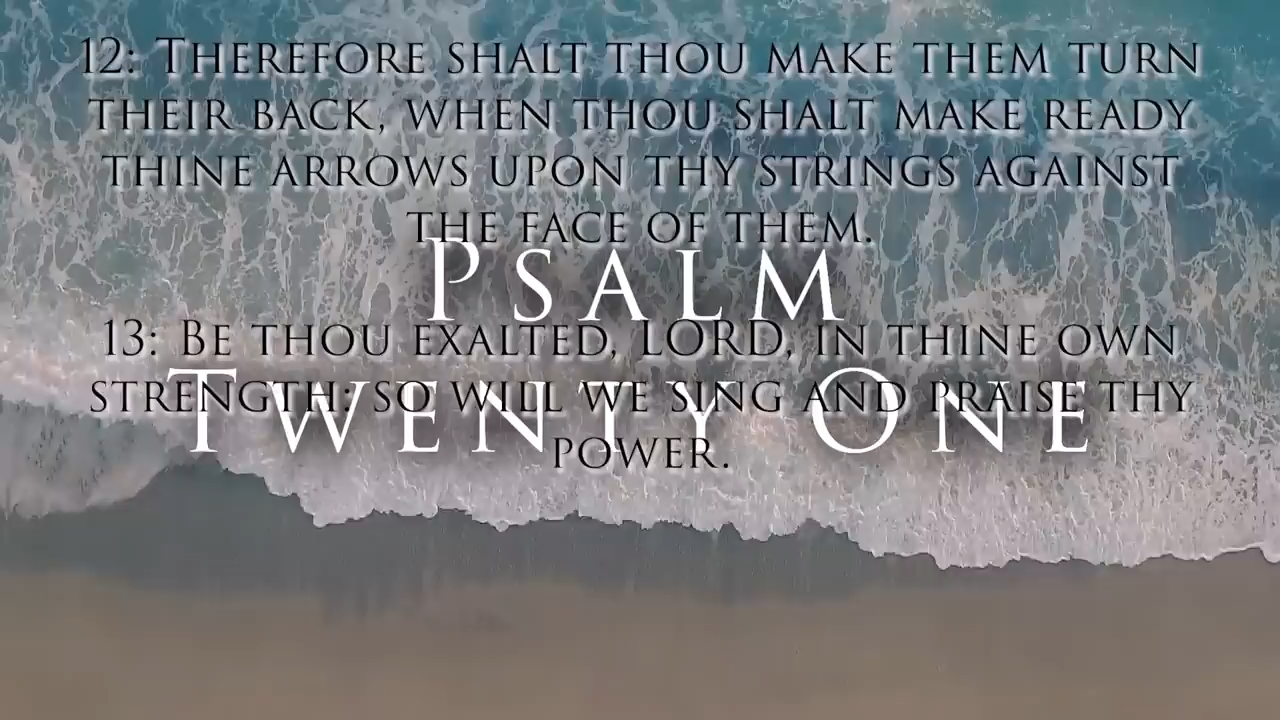 12: Therefore shalt thou make them turn
their back, when thou shalt make ready
thine arrows upon thy strings against
the face of them.
Psalm
13: Be thou exalted, LORD, in thine own
Twenty One
strength: so will we sing and praise thy
power.